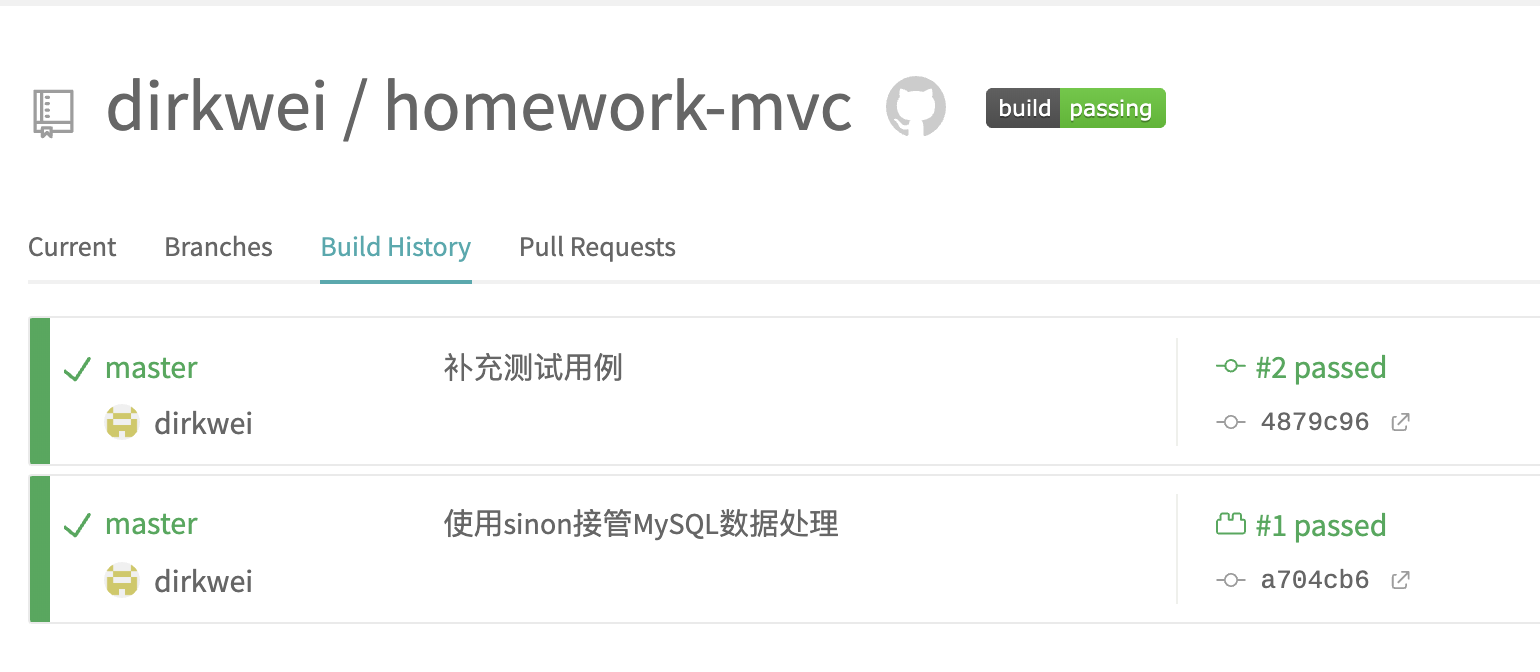 dirkwei / homework-mvc build passing
Current Branches Build History Pull Requests
master 补充测试用例 #2 passed
dirkwei 4879c96
master 使用sinon接管MySQL数据处理 #1 passed
dirkwei a704cb6